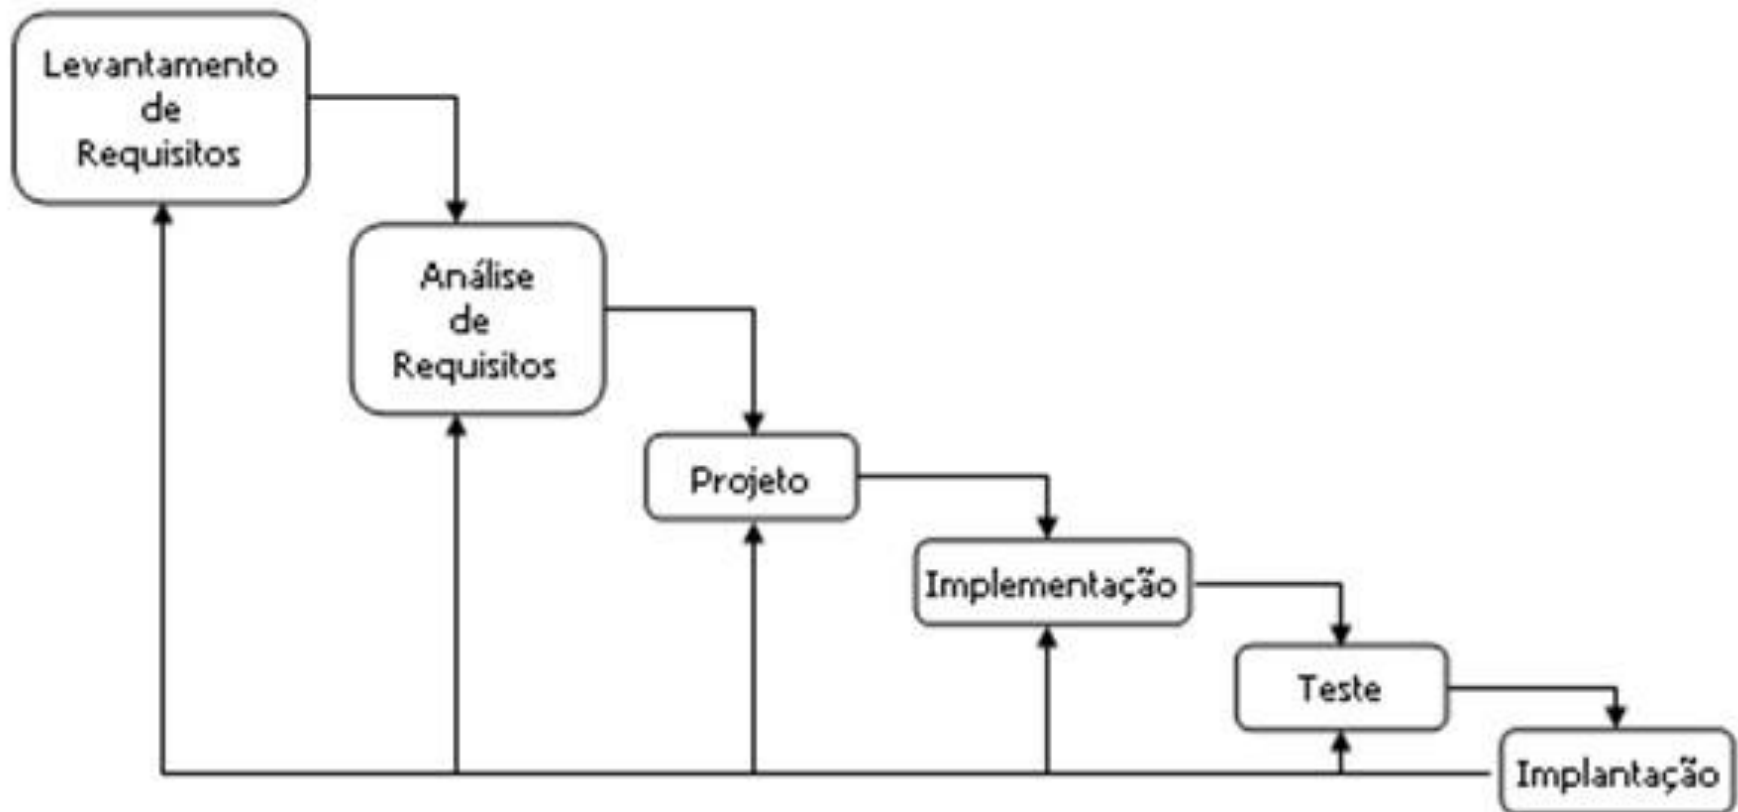 Levantamento
de
Requisitos
Análise
de
Requisitos
Projeto
Implementação
Teste
Implantação